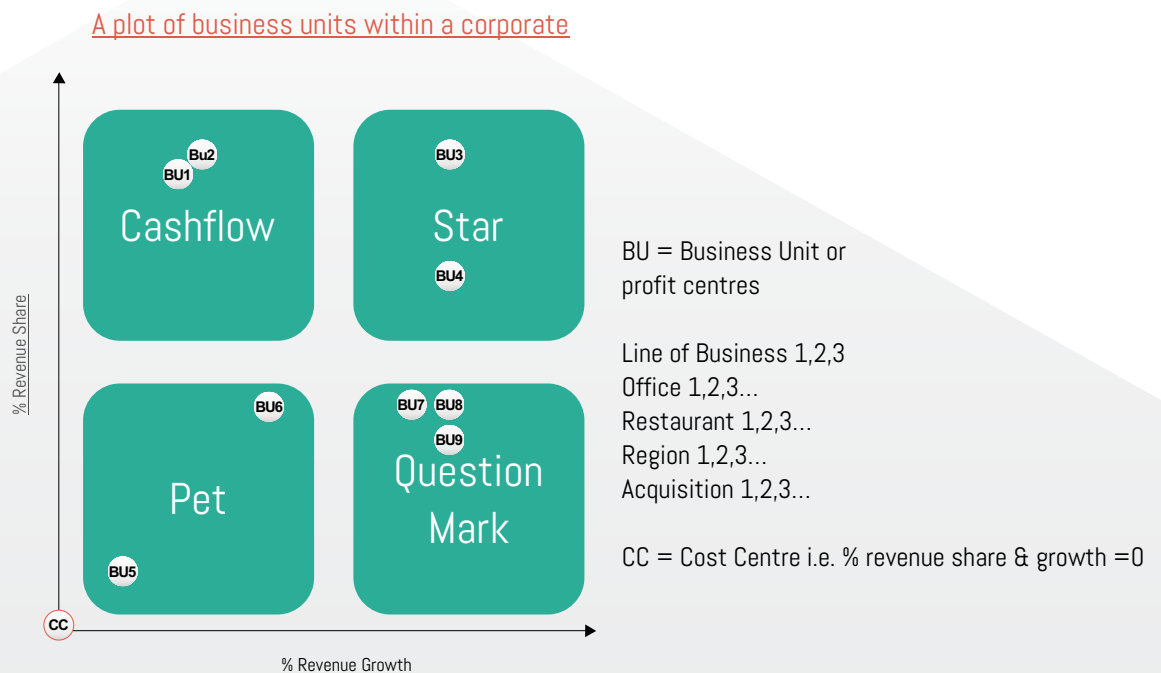 A plot of business units within a corporate
Bu2
BU1
Cashflow
BU3
Star
BU4
% Revenue Share
BU6
Pet
BU5
BU7
BU8
BU9
Question
Mark
CC
% Revenue Growth
BU = Business Unit or
profit centres
Line of Business 1,2,3
Office 1,2,3...
Restaurant 1,2,3...
Region 1,2,3...
Acquisition 1,2,3...
CC = Cost Centre i.e. % revenue share & growth =0